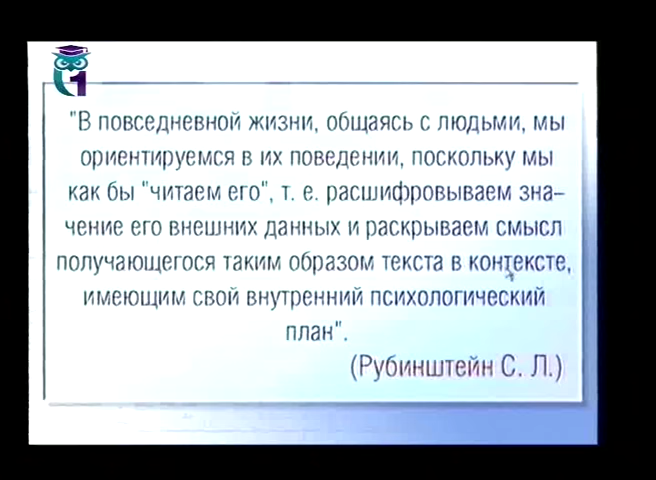 1
"В повседневной жизни, общаясь с людьми, мы
ориентируемся в их поведении, поскольку мы
как бы "читаем его", т. е. расшифровываем зна-
чение его внешних данных и раскрываем смысл
получающегося таким образом текста в контексте,
имеющим свой внутренний психологический
план".
(Рубинштейн С. Л.)